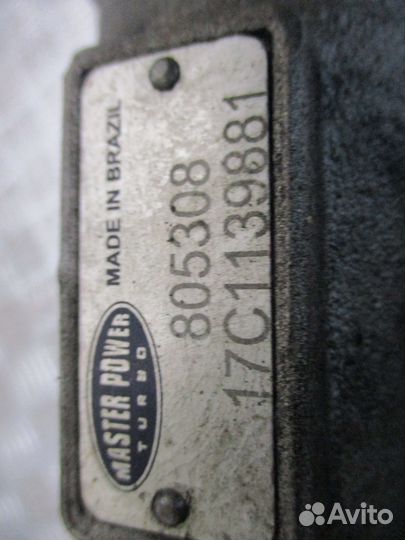 MASTER POWER
TURBO
MADE IN BRAZIL
805308
17C1139881
Avito